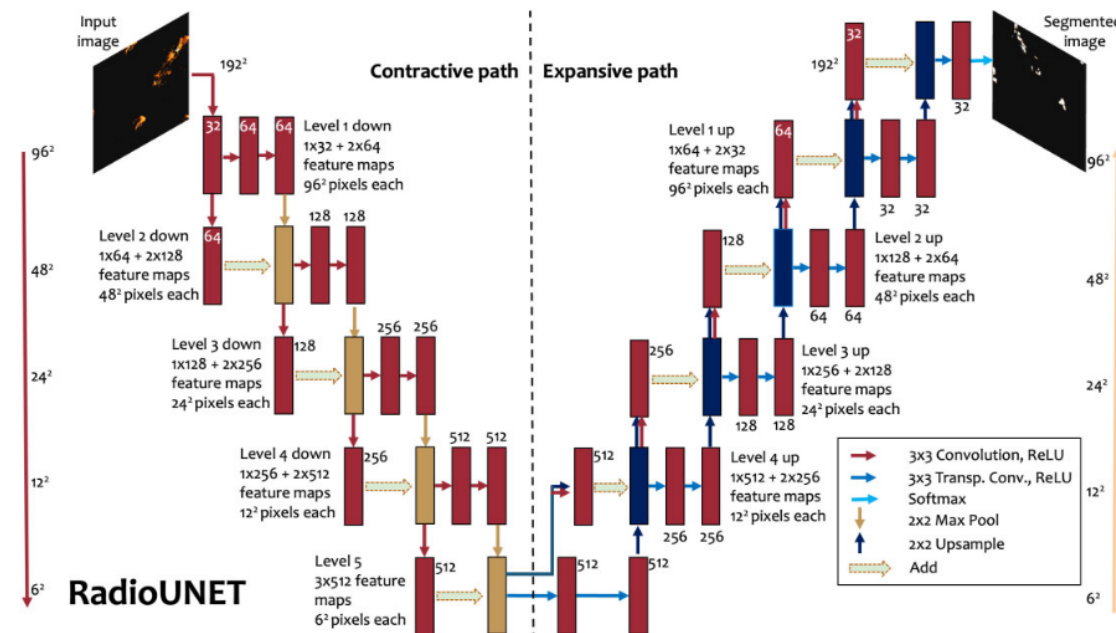 Input
image
192²
Contractive path
Expansive path
Segmented
image
192²
32
32
96²
32
64
64
Level 1 down
1x32 + 2x64
feature maps
96² pixels each
Level 1 up
1x64 + 2x32
feature maps
96² pixels each
64
32
32
96²
48²
Level 2 down
1x64 + 2x128
feature maps
48² pixels each
64
128
128
128
64
64
Level 2 up
1x128 + 2x64
feature maps
48² pixels each
48²
24²
Level 3 down
1x128 + 2x256
feature maps
24² pixels each
128
256
256
256
128
128
Level 3 up
1x256 + 2x128
feature maps
24² pixels each
24²
12²
Level 4 down
1x256 + 2x512
feature maps
12² pixels each
256
512
512
512
256
256
Level 4 up
1x512 + 2x256
feature maps
12² pixels each
12²
6²
RadioUNET
Level 5
3x512 feature
maps
6² pixels each
512
512
512
6²
3x3 Convolution, ReLU
3x3 Transp. Conv., ReLU
Softmax
2x2 Max Pool
2x2 Upsample
Add